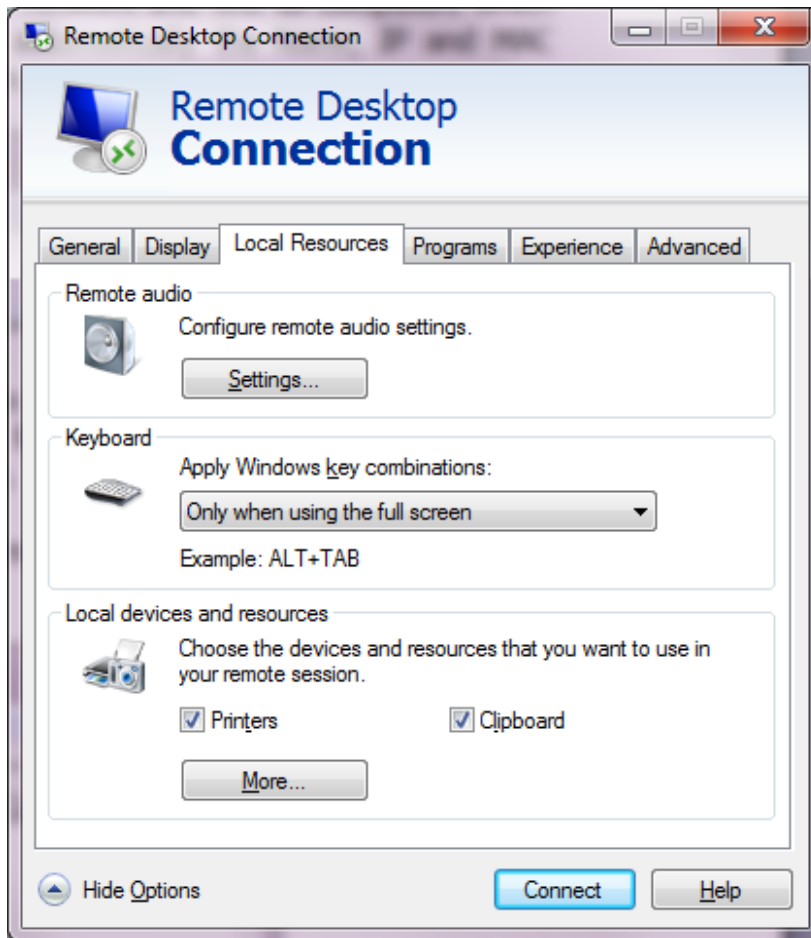 Remote Desktop Connection
IP and MAC
Remote Desktop
Connection
General Display Local Resources Programs Experience Advanced
Remote audio
Configure remote audio settings.
Settings...
Keyboard
Apply Windows key combinations:
Only when using the full screen
Example: ALT+TAB
Local devices and resources
Choose the devices and resources that you want to use in
your remote session.
Printers Clipboard
More...
Hide Options Connect Help